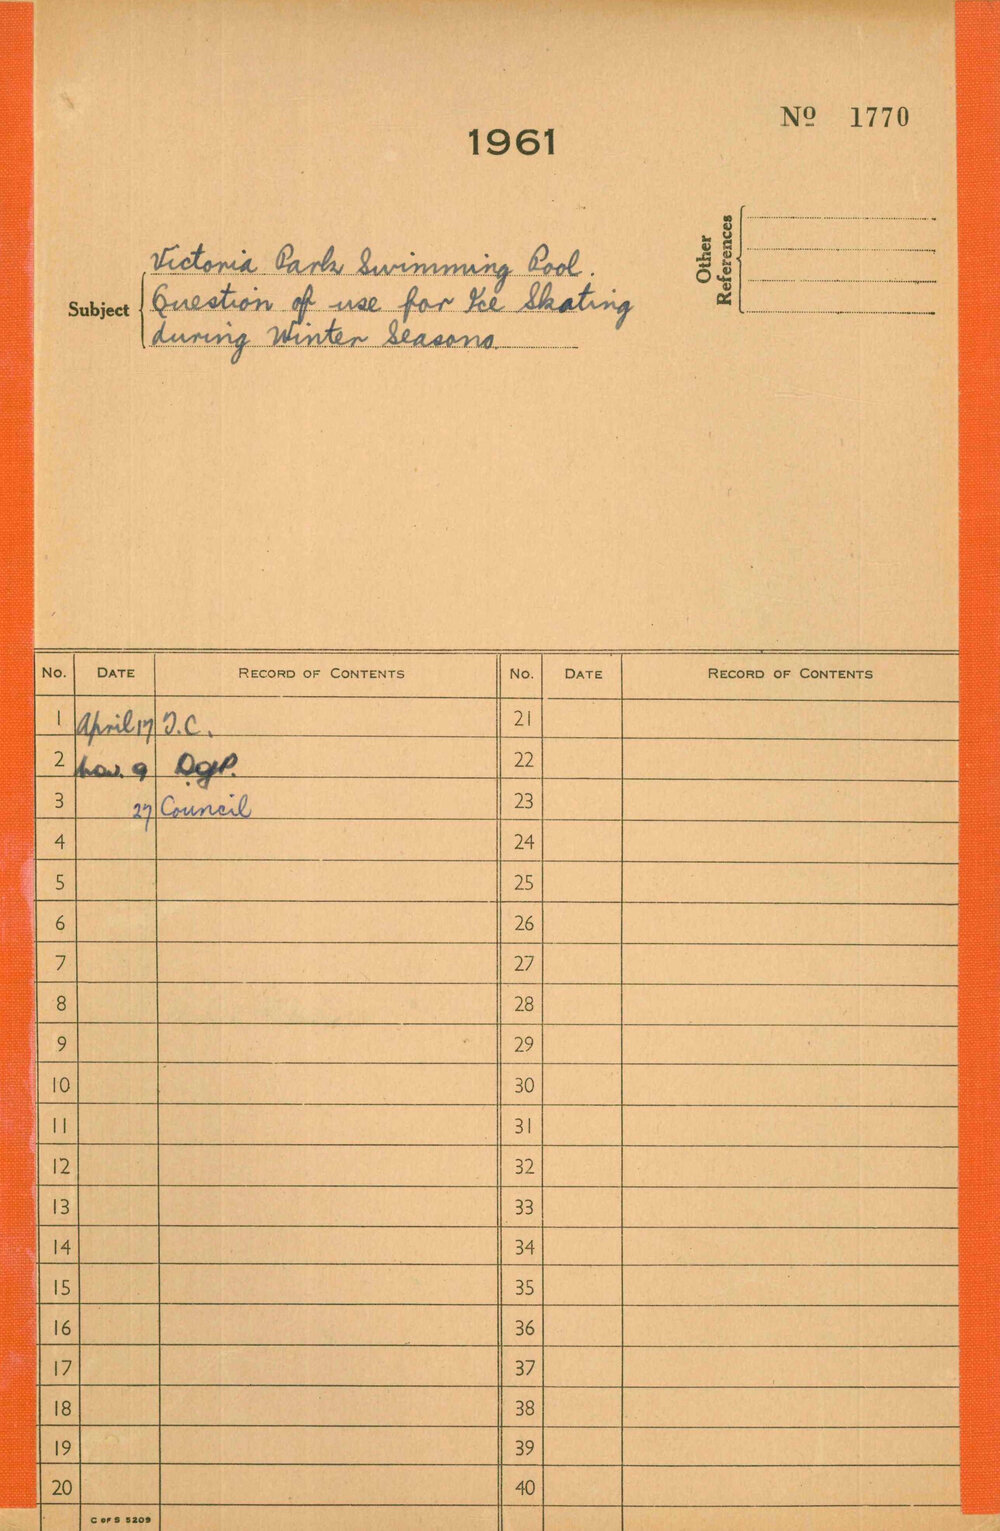 Nº 1770
1961
Other
References
Subject
Victoria Park Swimming Pool.
Question of use for Ice Skating
during Winter Seasons.
No. DATE RECORD OF CONTENTS No. DATE RECORD OF CONTENTS
1 April 17 T.C. 21
2 Nov. 9 D.g.P. 22
3 27 Council 23
4 24
5 25
6 26
7 27
8 28
9 29
10 30
11 31
12 32
13 33
14 34
15 35
16 36
17 37
18 38
19 39
20 40
C OF S 5209